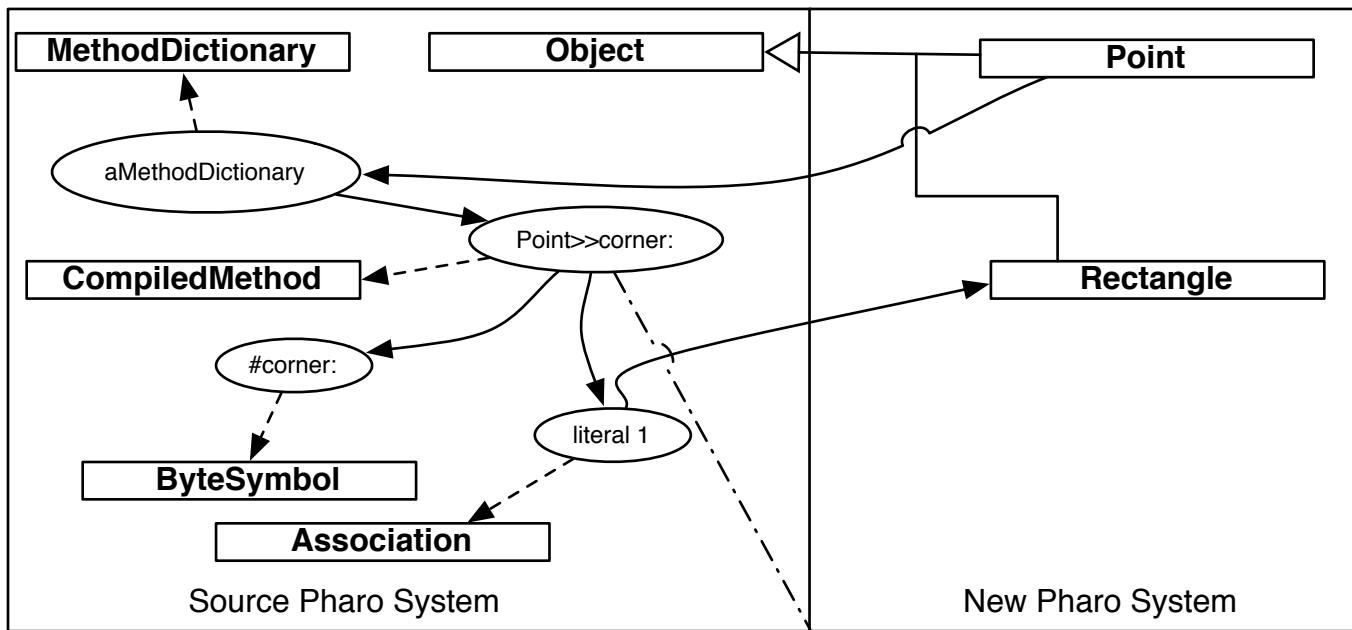 MethodDictionary
Object
Point
aMethodDictionary
Point>>corner:
CompiledMethod
Rectangle
#corner:
literal 1
ByteSymbol
Association
Source Pharo System
New Pharo System